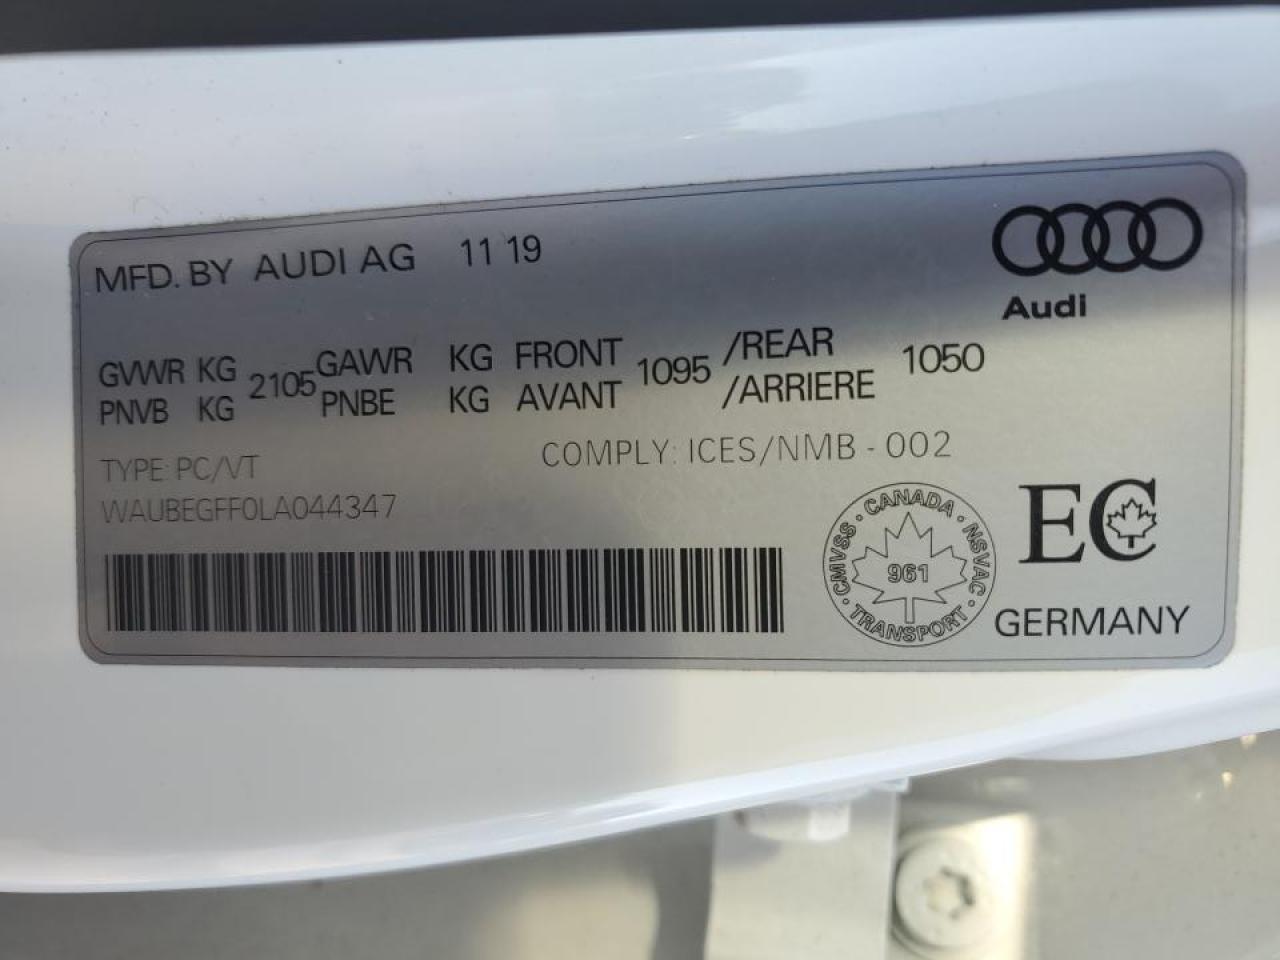 MFD. BY AUDI AG 11 19
Audi
GVWR KG 2105 GAWR KG FRONT 1095 /REAR 1050
PNVB KG PNBE KG AVANT /ARRIERE
TYPE: PC/VT COMPLY: ICES/NMB - 002
WAUBEGFF0LA044347
CANADA · NSVAC · TRANSPORT · CMVSS ·
961
EC
GERMANY